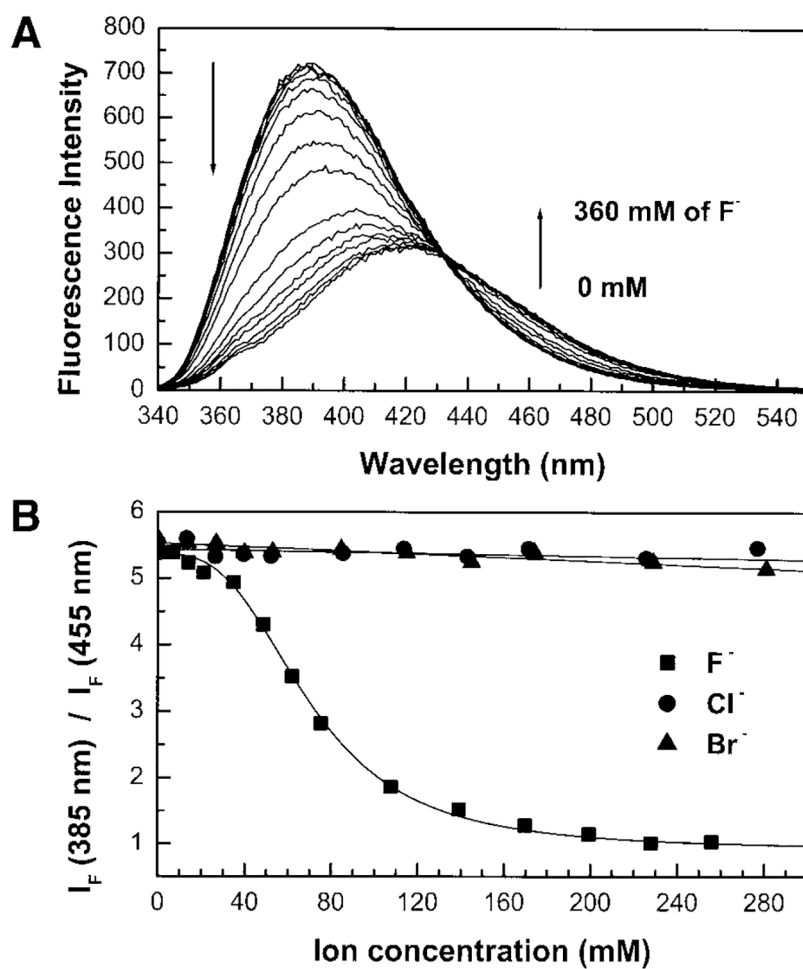 A
800
700
600
500
400
300
200
100
0
Fluorescence Intensity
360 mM of F⁻
0 mM
340 360 380 400 420 440 460 480 500 520 540
Wavelength (nm)
B
6
5
4
3
2
1
I_F (385 nm) / I_F (455 nm)
F⁻
Cl⁻
Br⁻
0 40 80 120 160 200 240 280
Ion concentration (mM)